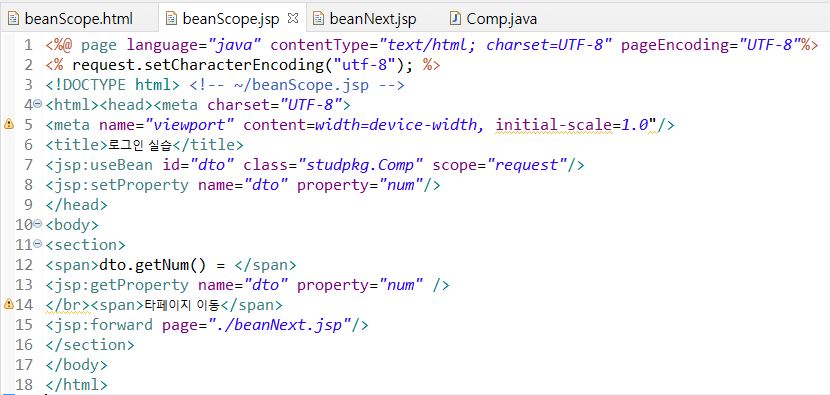 beanScope.html beanScope.jsp beanNext.jsp Comp.java
1 <%@ page language="java" contentType="text/html; charset=UTF-8" pageEncoding="UTF-8"%>
2 <% request.setCharacterEncoding("utf-8"); %>
3 <!DOCTYPE html> <!-- ~/beanScope.jsp -->
4 <html><head><meta charset="UTF-8">
5 <meta name="viewport" content=width=device-width, initial-scale=1.0"/>
6 <title>로그인 실습</title>
7 <jsp:useBean id="dto" class="studpkg.Comp" scope="request"/>
8 <jsp:setProperty name="dto" property="num"/>
9 </head>
10 <body>
11 <section>
12 <span>dto.getNum() = </span>
13 <jsp:getProperty name="dto" property="num" />
14 </br><span>타페이지 이동</span>
15 <jsp:forward page="./beanNext.jsp"/>
16 </section>
17 </body>
18 </html>